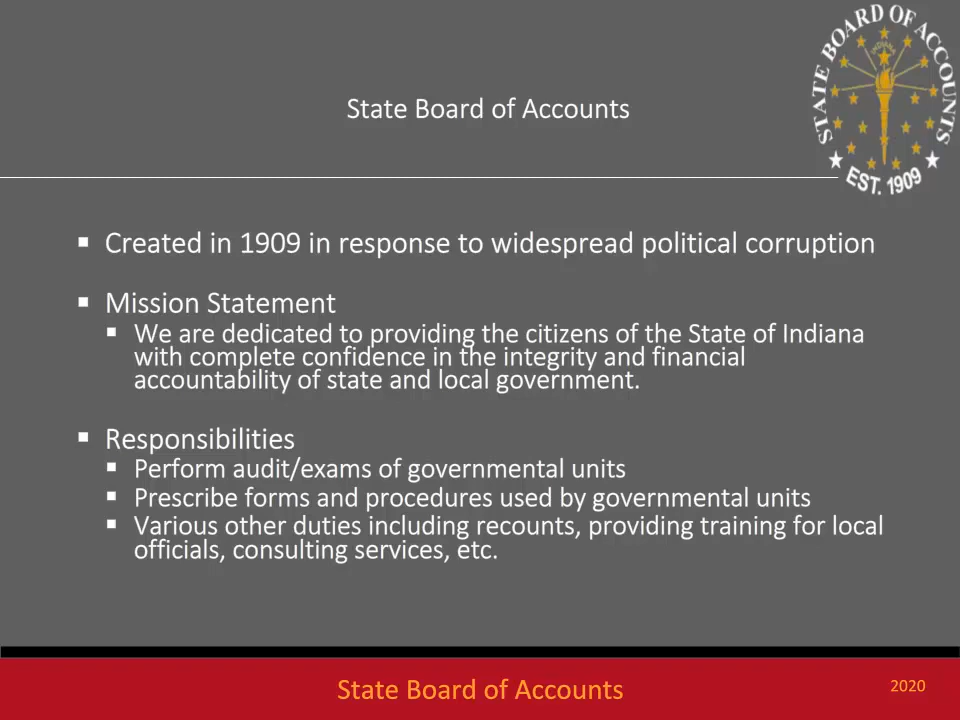 STATE BOARD OF ACCOUNTS
INDIANA
EST. 1909
State Board of Accounts
▪ Created in 1909 in response to widespread political corruption
▪ Mission Statement
▪ We are dedicated to providing the citizens of the State of Indiana
with complete confidence in the integrity and financial
accountability of state and local government.
▪ Responsibilities
▪ Perform audit/exams of governmental units
▪ Prescribe forms and procedures used by governmental units
▪ Various other duties including recounts, providing training for local
officials, consulting services, etc.
State Board of Accounts
2020